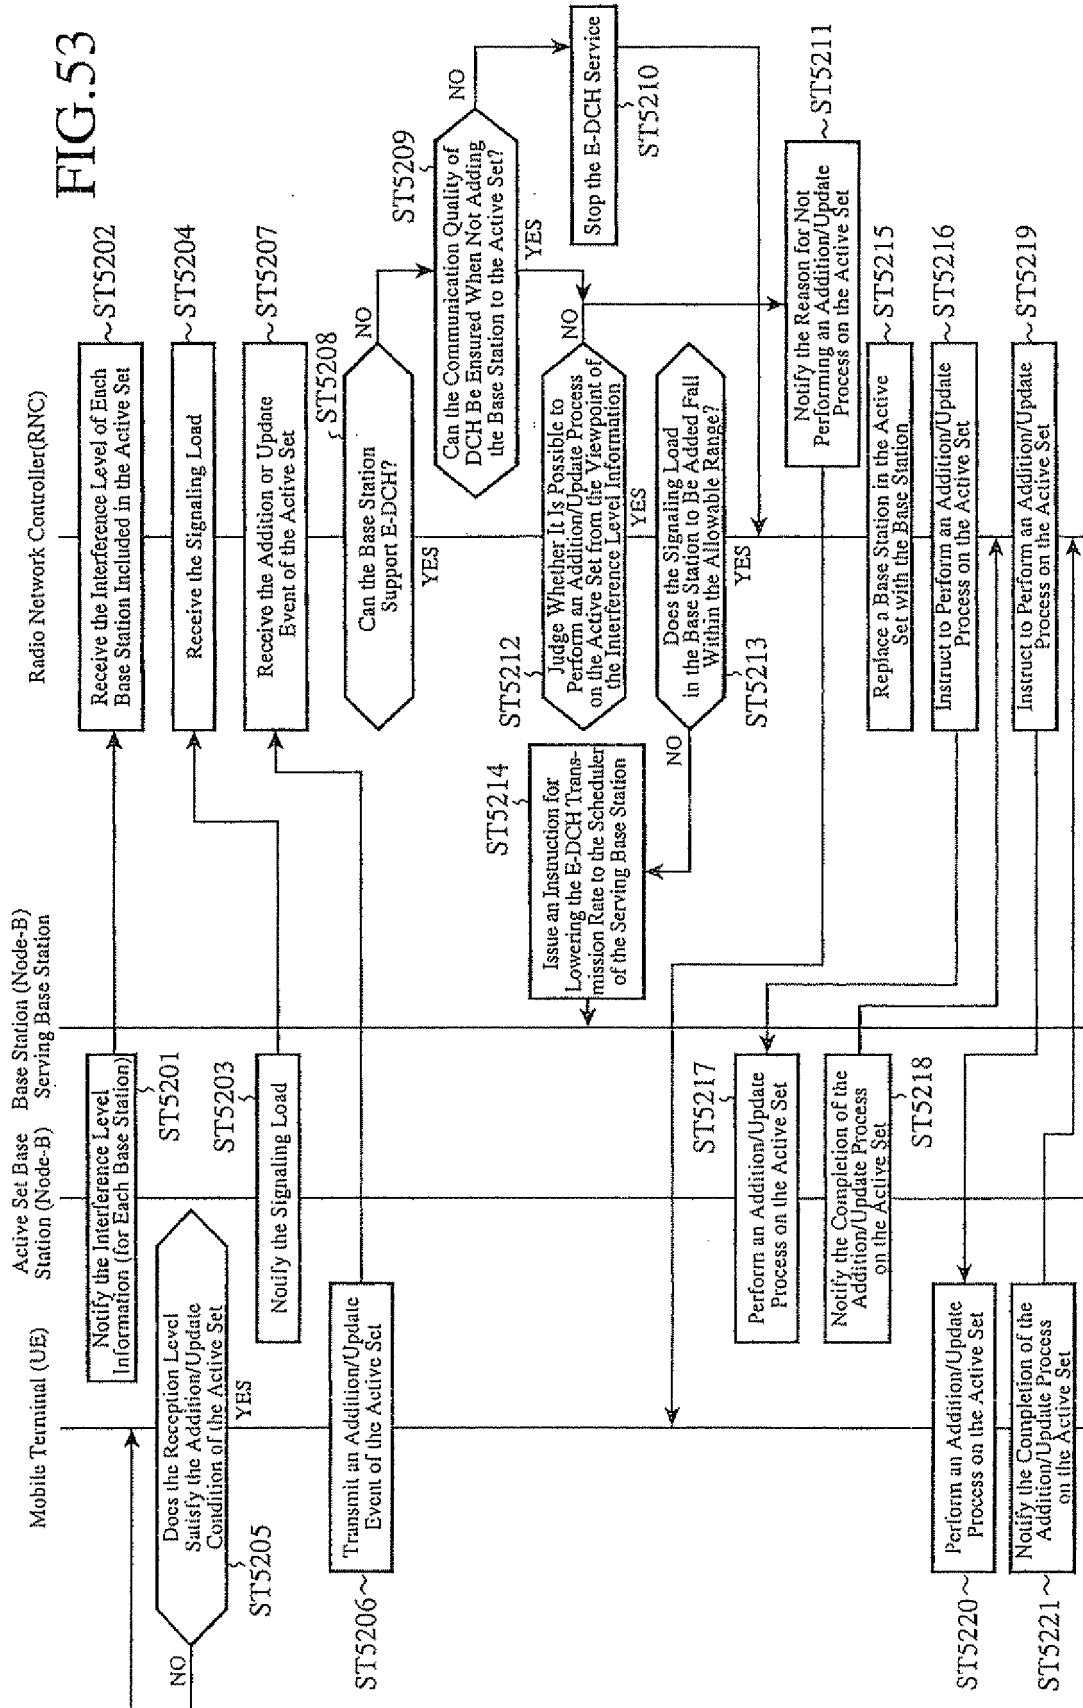 FIG.53
Mobile Terminal (UE)
Active Set Base
Station (Node-B)
Base Station (Node-B)
Serving Base Station
Radio Network Controller(RNC)
Notify the Interference Level
Information (for Each Base Station)
ST5201
Receive the Interference Level of Each
Base Station Included in the Active Set
ST5202
Notify the Signaling Load
ST5203
Receive the Signaling Load
ST5204
NO
Does the Reception Level
Satisfy the Addition/Update
Condition of the Active Set
YES
ST5205
Transmit an Addition/Update
Event of the Active Set
ST5206
Receive the Addition or Update
Event of the Active Set
ST5207
ST5208
Can the Base Station
Support E-DCH?
NO
YES
ST5209
Can the Communication Quality of
DCH Be Ensured When Not Adding
the Base Station to the Active Set?
NO
YES
Stop the E-DCH Service
ST5210
ST5212
Judge Whether It Is Possible to
Perform an Addition/Update Process
on the Active Set from the Viewpoint of
the Interference Level Information
NO
YES
Notify the Reason for Not
Performing an Addition/Update
Process on the Active Set
ST5211
Does the Signaling Load
in the Base Station to be Added Fall
Within the Allowable Range?
ST5213
NO
YES
ST5214
Issue an Instruction for
Lowering the E-DCH Trans-
mission Rate to the Scheduler
of the Serving Base Station
Replace a Base Station in the Active
Set with the Base Station
ST5215
Instruct to Perform an Addition/Update
Process on the Active Set
ST5216
ST5217
Perform an Addition/Update
Process on the Active Set
Notify the Completion of the
Addition/Update Process
on the Active Set
ST5218
Instruct to Perform an Addition/Update
Process on the Active Set
ST5219
Perform an Addition/Update
Process on the Active Set
ST5220
Notify the Completion of the
Addition/Update Process
on the Active Set
ST5221